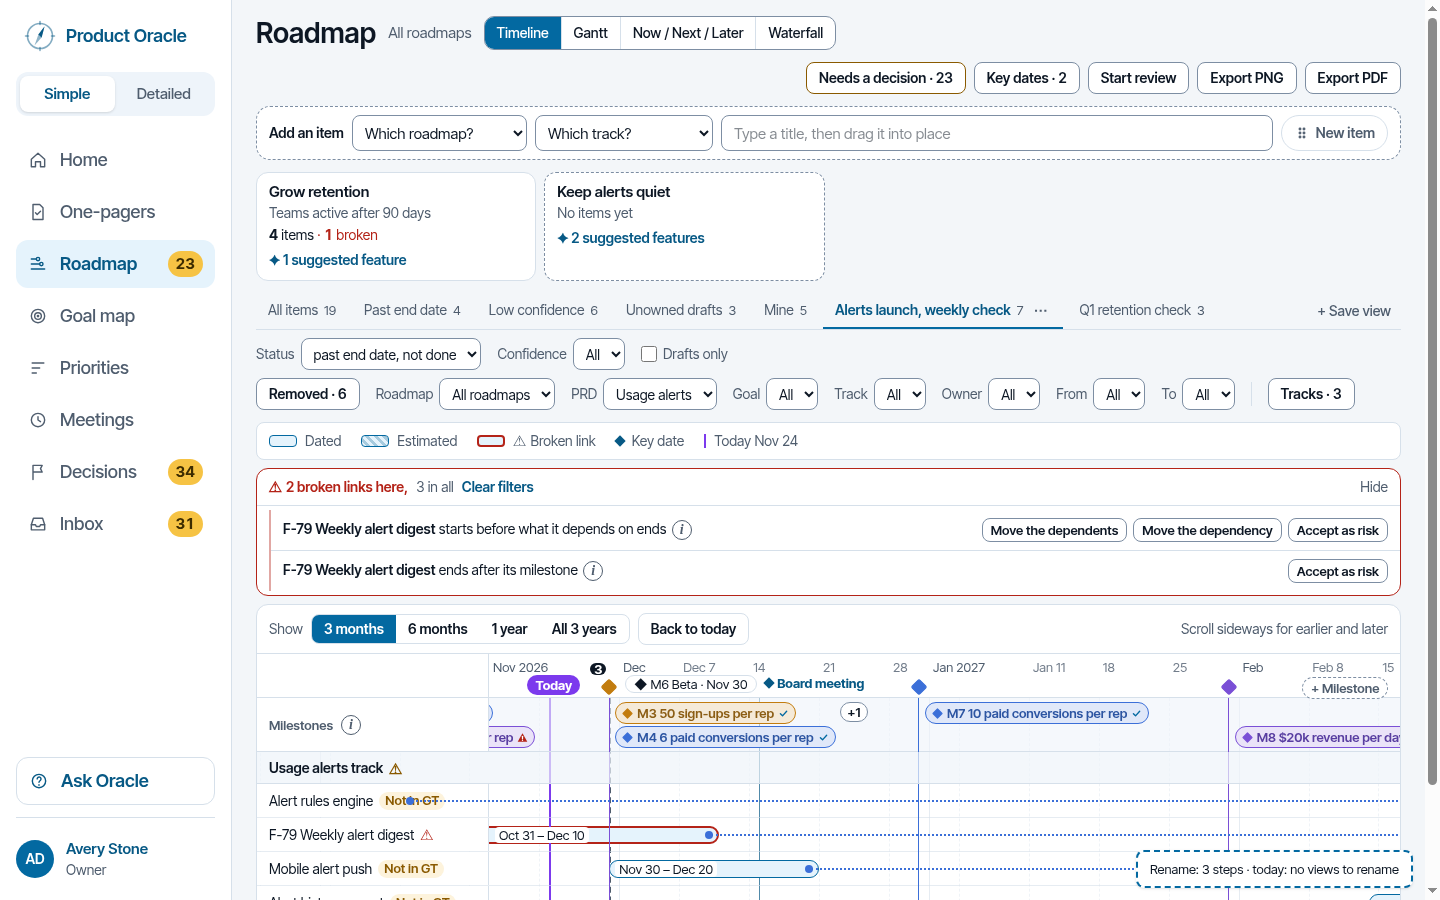 Product Oracle
Simple
Detailed
Home
One-pagers
Roadmap
23
Goal map
Priorities
Meetings
Decisions
34
Inbox
31
Ask Oracle
AD
Avery Stone
Owner
Roadmap
All roadmaps
Timeline
Gantt
Now / Next / Later
Waterfall
Needs a decision · 23
Key dates · 2
Start review
Export PNG
Export PDF
Add an item
Which roadmap?
Which track?
Type a title, then drag it into place
New item
Grow retention
Teams active after 90 days
4 items · 1 broken
1 suggested feature
Keep alerts quiet
No items yet
2 suggested features
All items 19
Past end date 4
Low confidence 6
Unowned drafts 3
Mine 5
Alerts launch, weekly check 7 ···
Q1 retention check 3
+ Save view
Status
past end date, not done
Confidence
All
Drafts only
Removed · 6
Roadmap
All roadmaps
PRD
Usage alerts
Goal
All
Track
All
Owner
All
From
All
To
All
Tracks · 3
Dated
Estimated
⚠ Broken link
Key date
Today Nov 24
⚠ 2 broken links here, 3 in all Clear filters
Hide
F-79 Weekly alert digest starts before what it depends on ends i
Move the dependents
Move the dependency
Accept as risk
F-79 Weekly alert digest ends after its milestone i
Accept as risk
Show
3 months
6 months
1 year
All 3 years
Back to today
Scroll sideways for earlier and later
Nov 2026
3
Dec
Dec 7
14
21
28
Jan 2027
Jan 11
18
25
Feb
Feb 8
15
Today
M6 Beta · Nov 30
Board meeting
+ Milestone
Milestones i
M3 50 sign-ups per rep ✓
+1
M7 10 paid conversions per rep ✓
rep
M4 6 paid conversions per rep ✓
M8 $20k revenue per day
Usage alerts track ⚠
Alert rules engine
Not in GT
F-79 Weekly alert digest ⚠
Oct 31 – Dec 10
Mobile alert push
Not in GT
Nov 30 – Dec 20
Rename: 3 steps · today: no views to rename